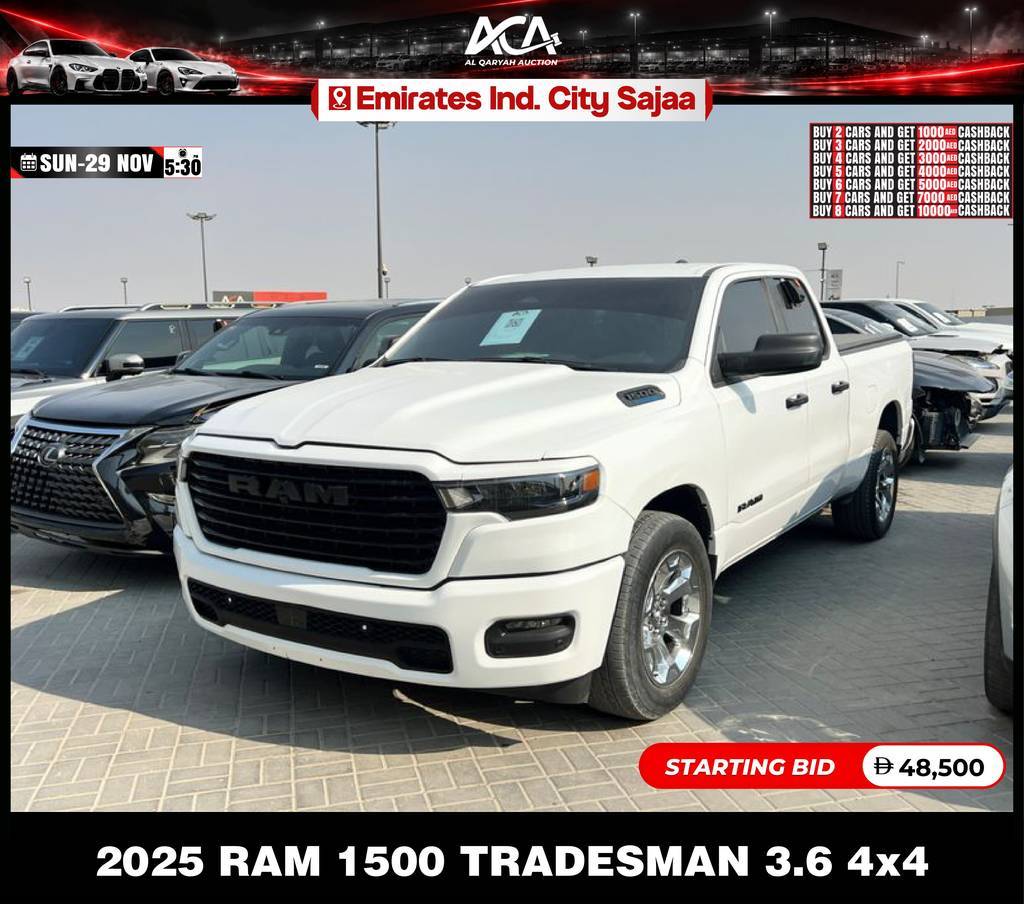 ACA
AL QARYAH AUCTION
Emirates Ind. City Sajaa
SUN-29 NOV 5:30
BUY 2 CARS AND GET 1000 AED CASHBACK
BUY 3 CARS AND GET 2000 AED CASHBACK
BUY 4 CARS AND GET 3000 AED CASHBACK
BUY 5 CARS AND GET 4000 AED CASHBACK
BUY 6 CARS AND GET 5000 AED CASHBACK
BUY 7 CARS AND GET 7000 AED CASHBACK
BUY 8 CARS AND GET 10000 AED CASHBACK
1500
RAM
RAM
STARTING BID 48,500
2025 RAM 1500 TRADESMAN 3.6 4x4